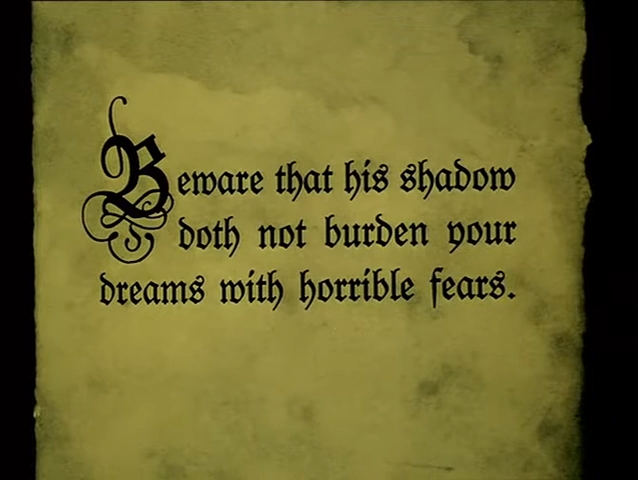 Beware that his shadow
doth not burden your
dreams with horrible fears.